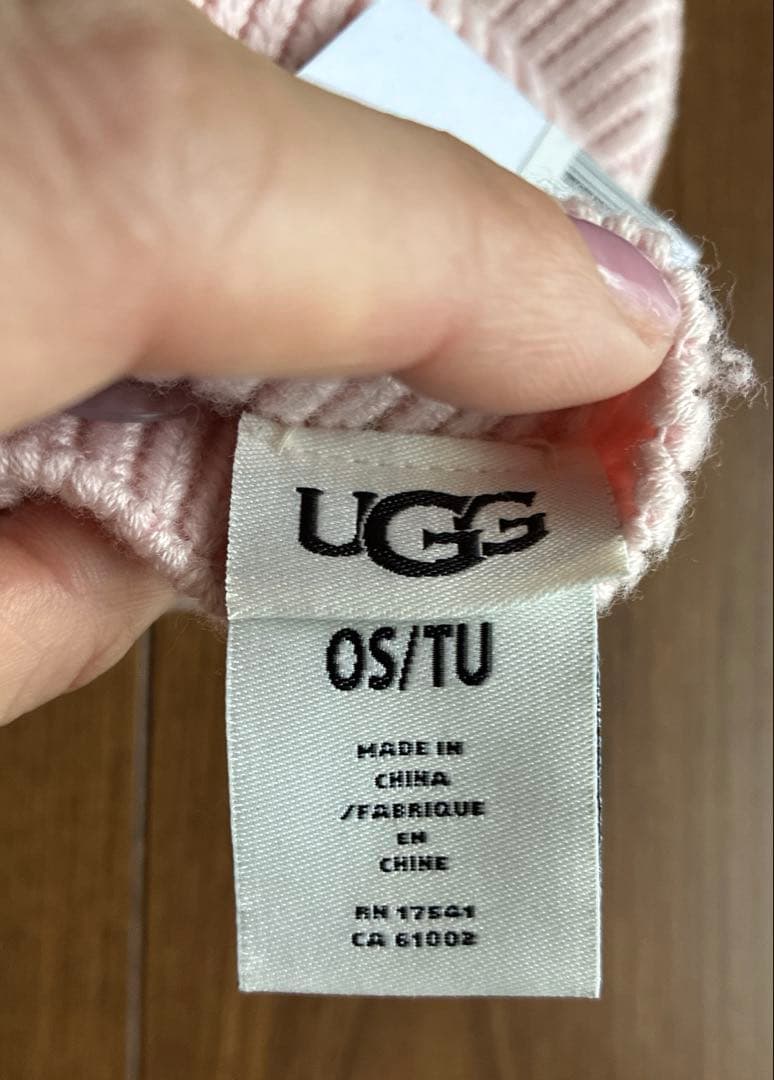 UGG
OS/TU
MADE IN
CHINA
/FABRIQUE
EN
CHINE
RN 17541
CA 61002